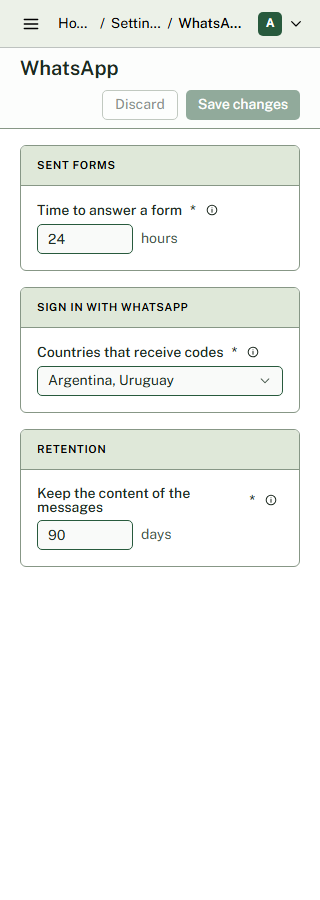 Ho... / Settin... / WhatsA... A
WhatsApp
Discard Save changes
SENT FORMS
Time to answer a form *
24 hours
SIGN IN WITH WHATSAPP
Countries that receive codes *
Argentina, Uruguay
RETENTION
Keep the content of the
messages *
90 days